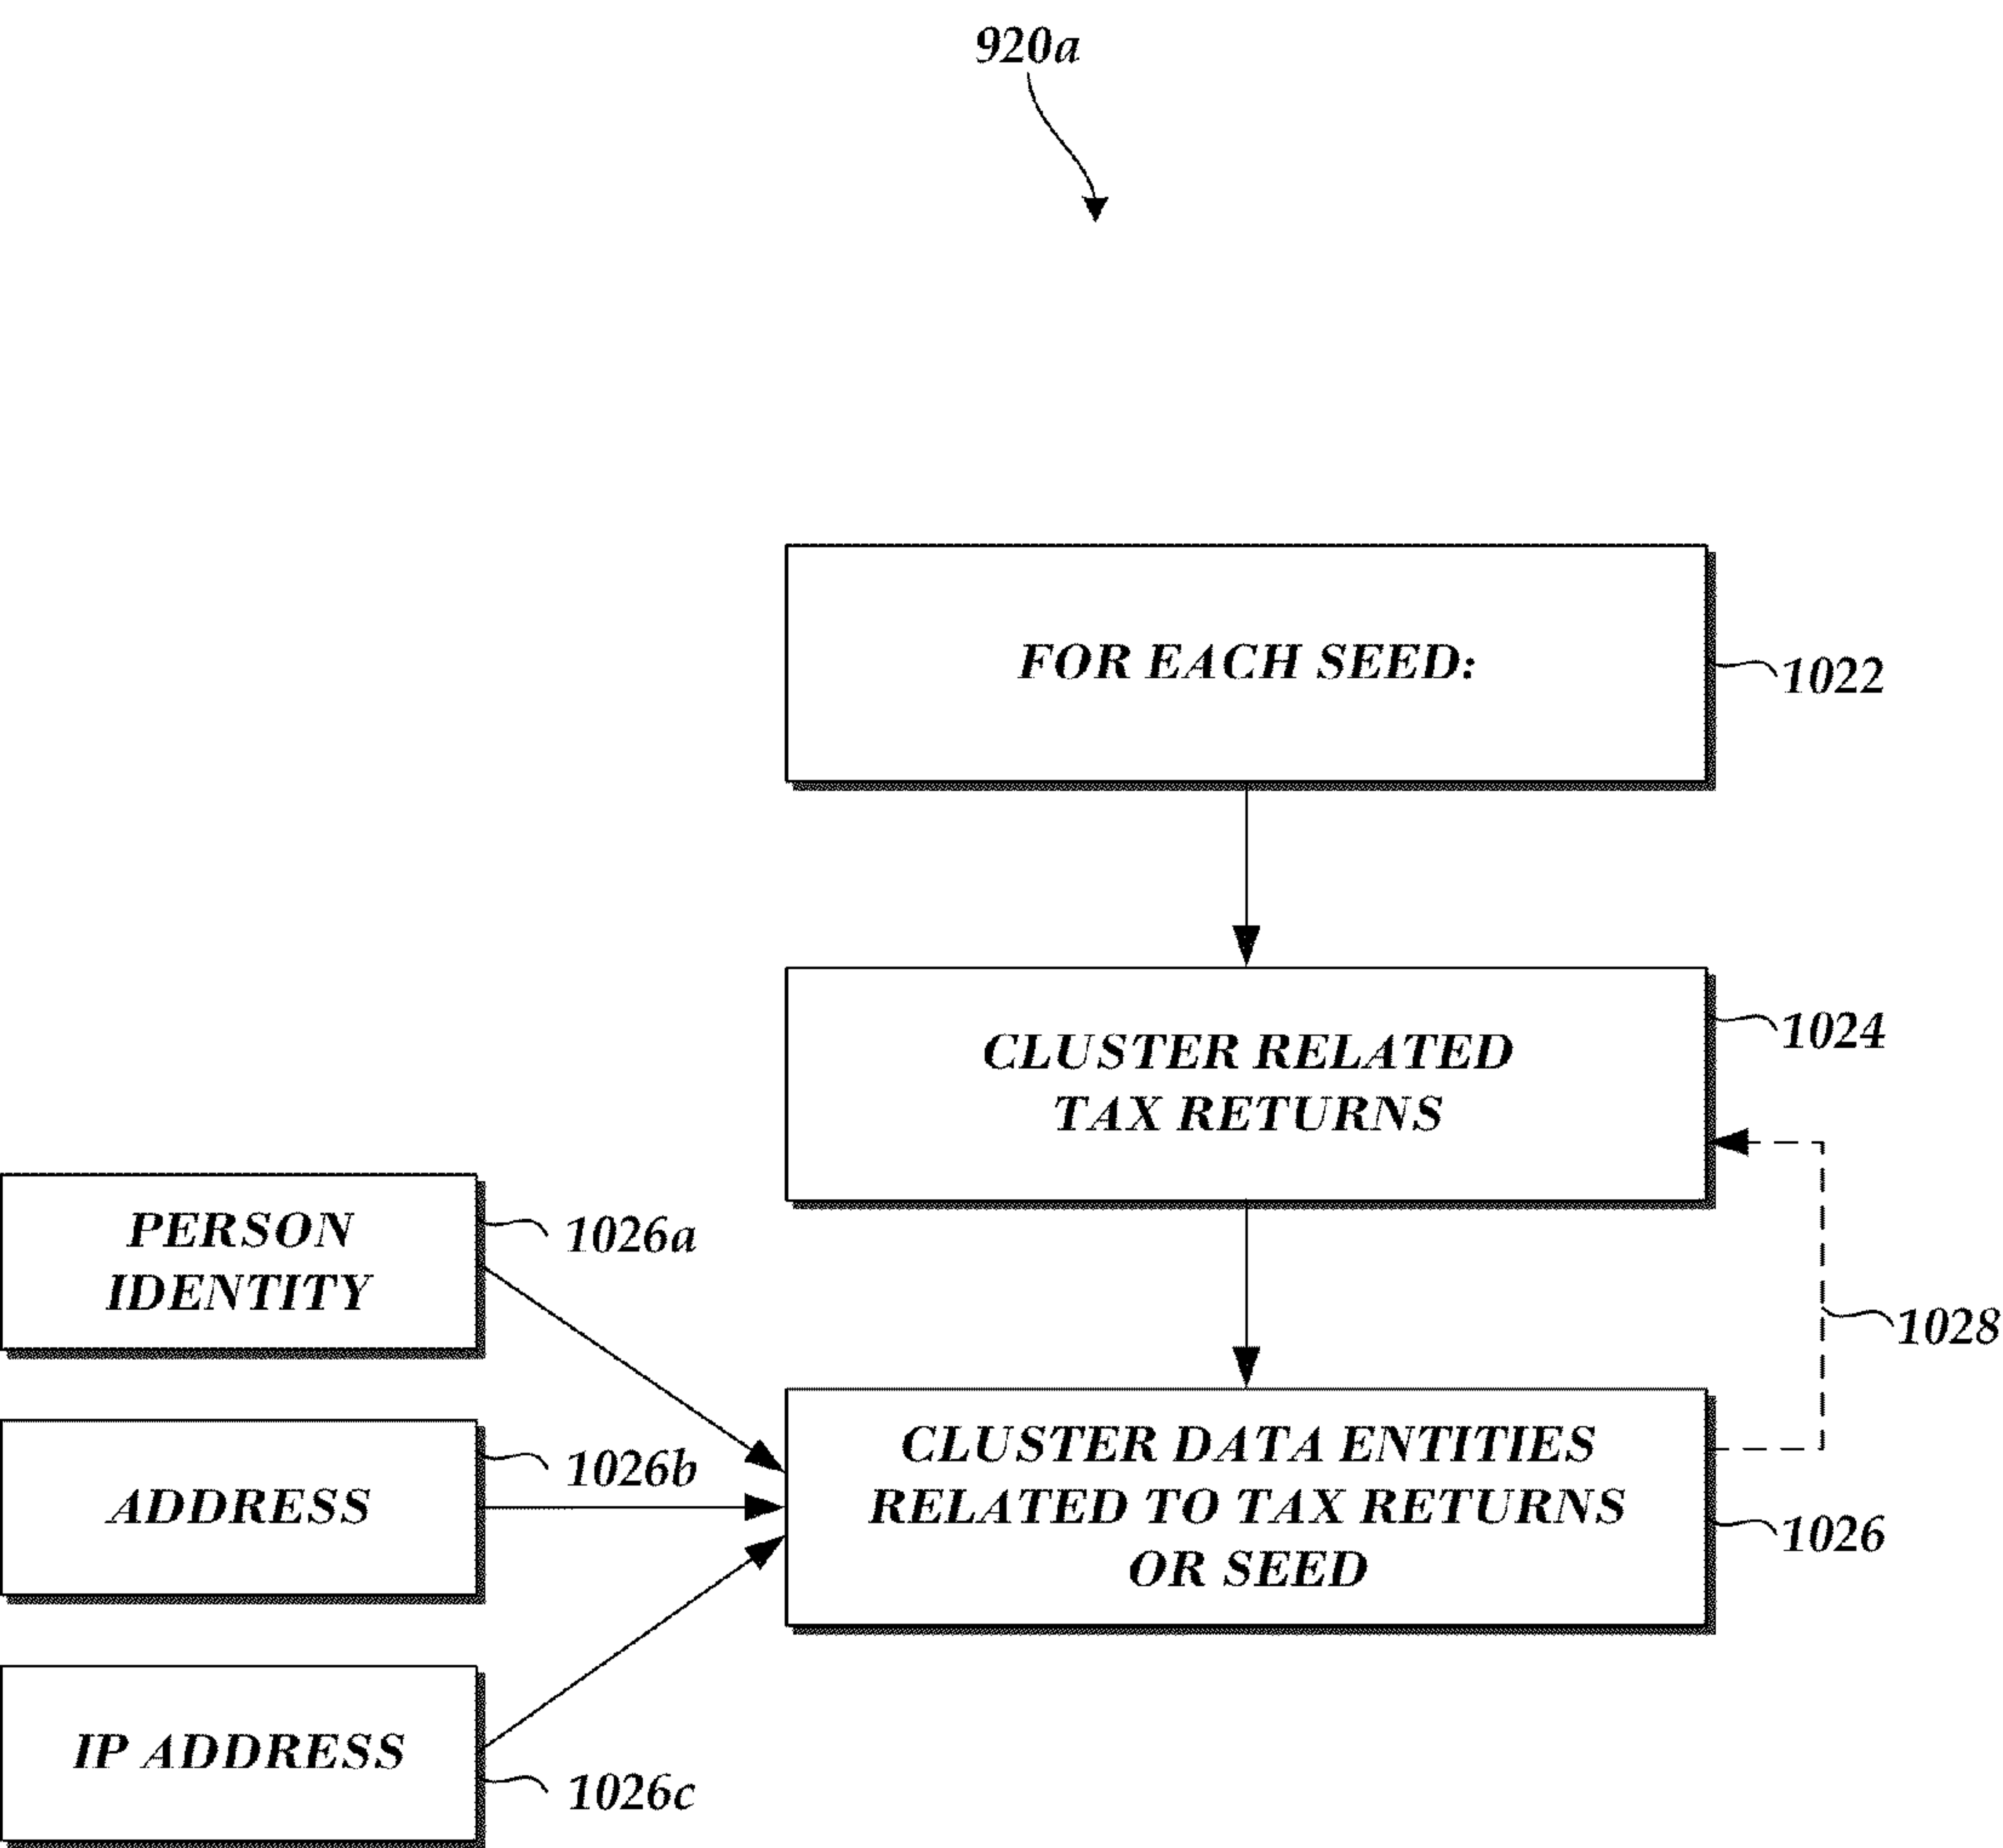 920a
FOR EACH SEED:
1022
CLUSTER RELATED
TAX RETURNS
1024
PERSON
IDENTITY
1026a
1028
ADDRESS
1026b
CLUSTER DATA ENTITIES
RELATED TO TAX RETURNS
OR SEED
1026
IP ADDRESS
1026c